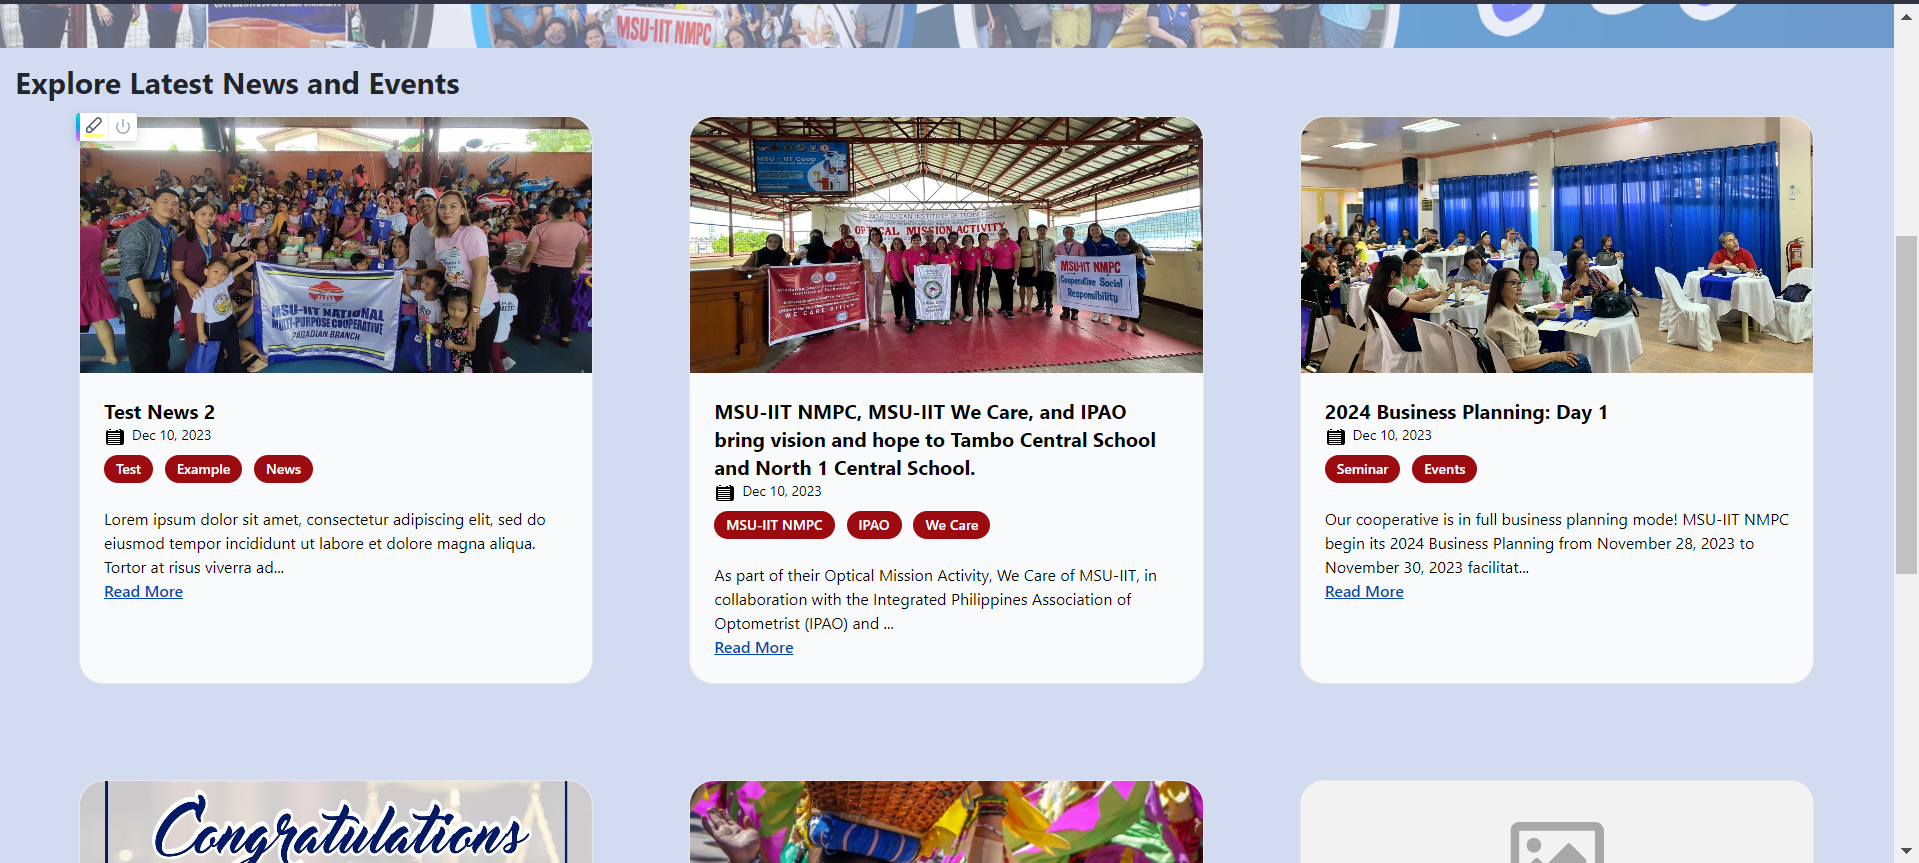 MSU-IIT NMPC
Explore Latest News and Events
MSU-IIT NATIONAL
MULTI-PURPOSE COOPERATIVE
PAGADIAN BRANCH
MSU - IIT Coop
OPTICAL MISSION ACTIVITY
WE CARE
MSU-IIT NMPC
Cooperative Social
Responsibility
Test News 2
Dec 10, 2023
Test Example News
Lorem ipsum dolor sit amet, consectetur adipiscing elit, sed do
eiusmod tempor incididunt ut labore et dolore magna aliqua.
Tortor at risus viverra ad...
Read More
MSU-IIT NMPC, MSU-IIT We Care, and IPAO
bring vision and hope to Tambo Central School
and North 1 Central School.
Dec 10, 2023
MSU-IIT NMPC IPAO We Care
As part of their Optical Mission Activity, We Care of MSU-IIT, in
collaboration with the Integrated Philippines Association of
Optometrist (IPAO) and ...
Read More
2024 Business Planning: Day 1
Dec 10, 2023
Seminar Events
Our cooperative is in full business planning mode! MSU-IIT NMPC
begin its 2024 Business Planning from November 28, 2023 to
November 30, 2023 facilitat...
Read More
Congratulations